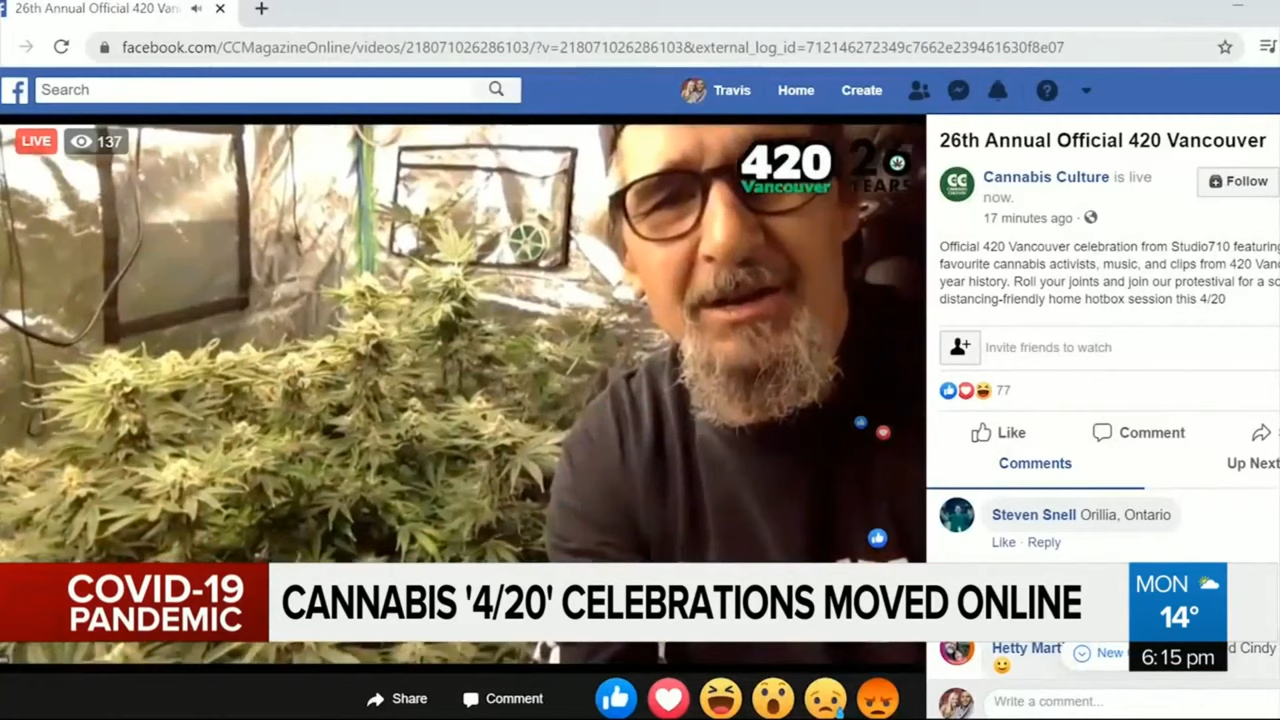 26th Annual Official 420 Van
facebook.com/CCMagazineOnline/videos/218071026286103/?v=218071026286103&external_log_id=712146272349c7662e239461630f8e07
Search
Travis
Home
Create
LIVE
137
420
Vancouver
26
YEARS
26th Annual Official 420 Vancouver
Cannabis Culture is live
now.
17 minutes ago ·
Follow
Official 420 Vancouver celebration from Studio710 featurin
favourite cannabis activists, music, and clips from 420 Van
year history. Roll your joints and join our protestival for a so
distancing-friendly home hotbox session this 4/20
Invite friends to watch
77
Like
Comment
Comments
Up Next
Steven Snell Orillia, Ontario
Like · Reply
COVID-19
PANDEMIC
CANNABIS '4/20' CELEBRATIONS MOVED ONLINE
MON
14°
6:15 pm
Hetty Mart
New
d Cindy
Share
Comment
Write a comment...